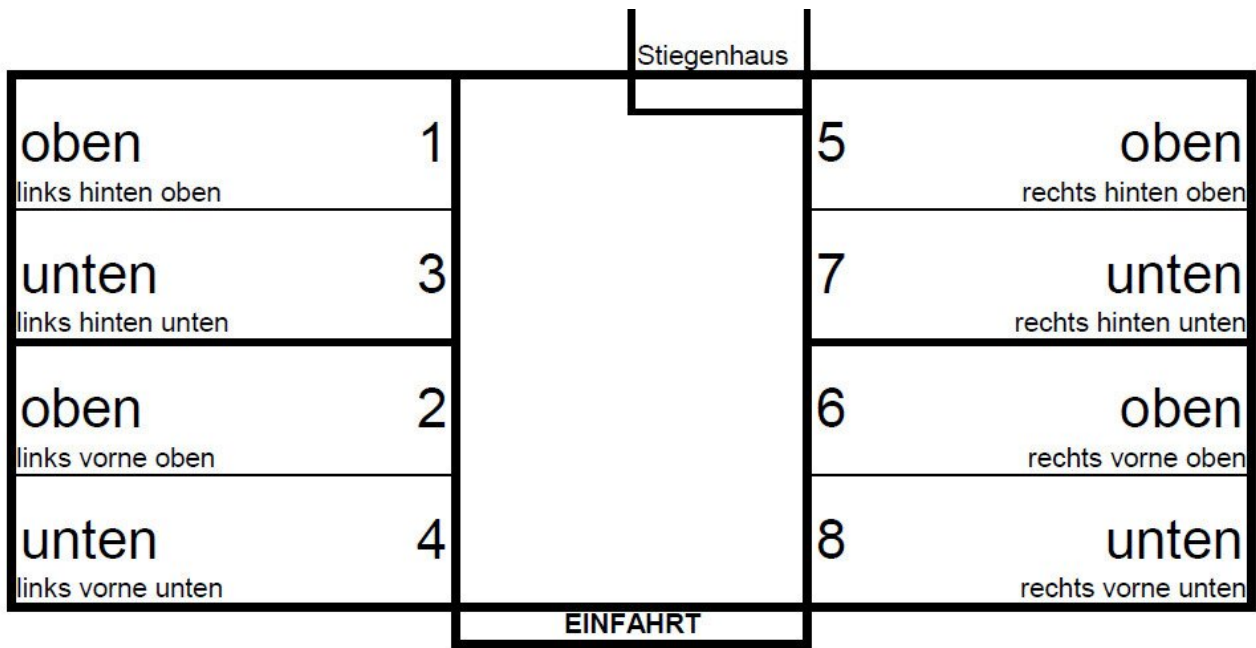 Stiegenhaus
oben 1 5 oben
links hinten oben rechts hinten oben
unten 3 7 unten
links hinten unten rechts hinten unten
oben 2 6 oben
links vorne oben rechts vorne oben
unten 4 8 unten
links vorne unten rechts vorne unten
EINFAHRT